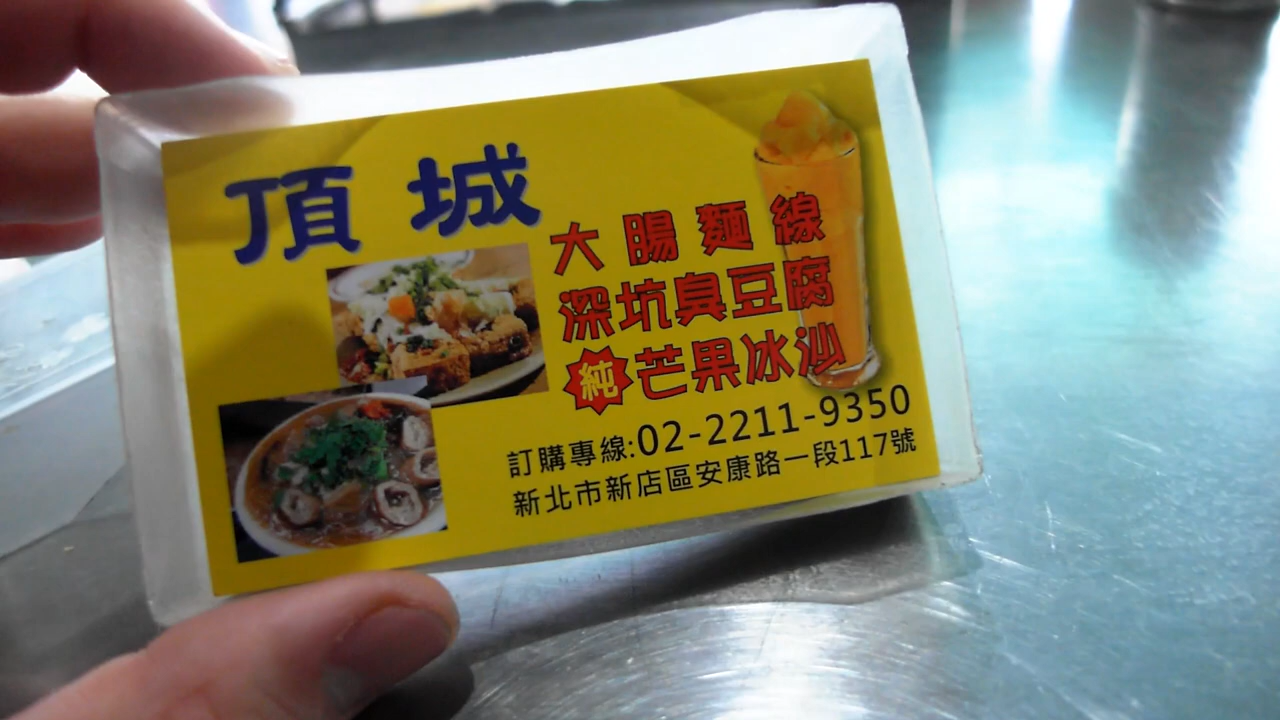 頂城
大腸麵線
深坑臭豆腐
純芒果冰沙
訂購專線:02-2211-9350
新北市新店區安康路一段117號